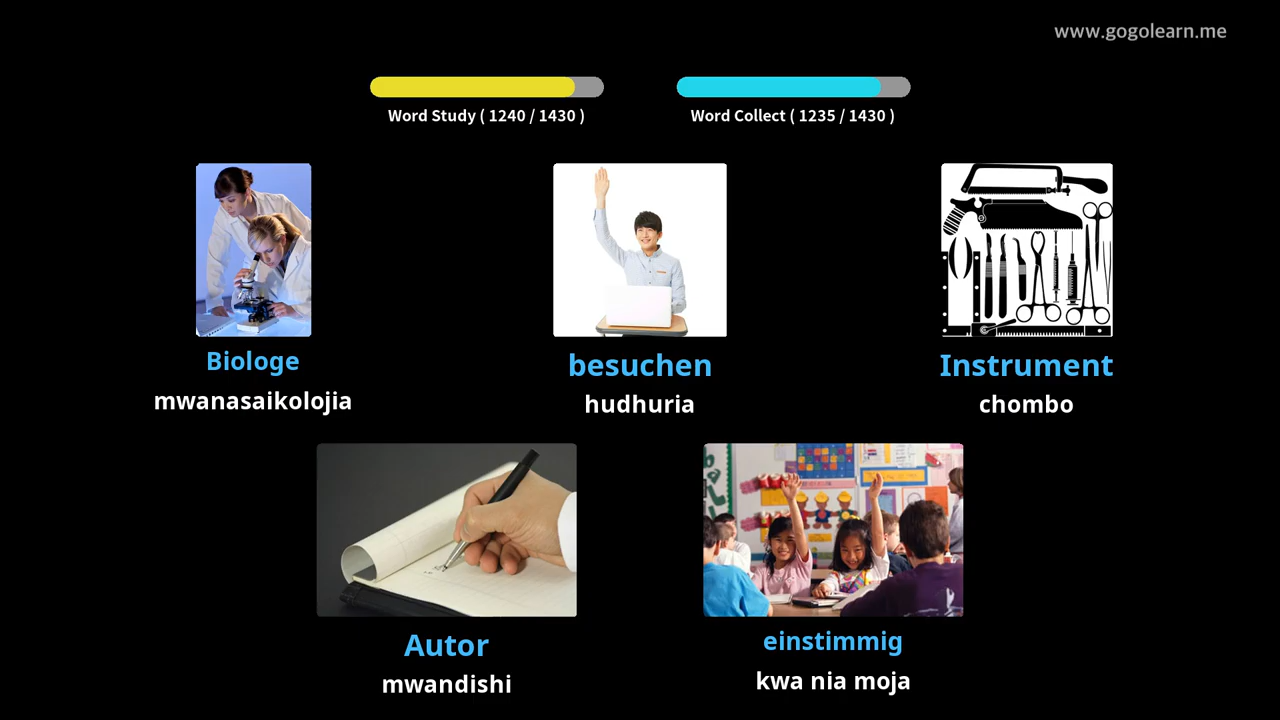 www.gogolearn.me
Word Study ( 1240 / 1430 )
Word Collect ( 1235 / 1430 )
Biologe
mwanasaikolojia
besuchen
hudhuria
Instrument
chombo
Autor
mwandishi
einstimmig
kwa nia moja